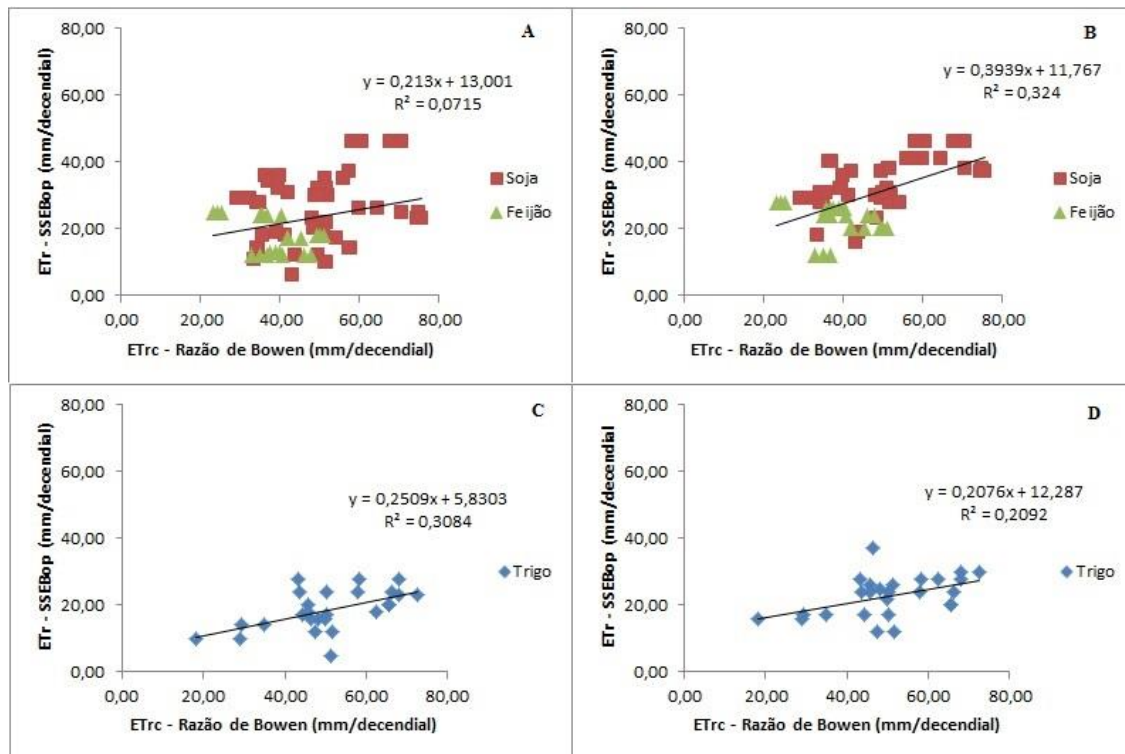 A
80,00
60,00
40,00
20,00
0,00
ETr - SSEBop (mm/decendial)
y = 0,213x + 13,001
R² = 0,0715
Soja
Feijão
0,00 20,00 40,00 60,00 80,00
ETrc - Razão de Bowen (mm/decendial)
B
80,00
60,00
40,00
20,00
0,00
ETr - SSEBop (mm/decendial)
y = 0,3939x + 11,767
R² = 0,324
Soja
Feijão
0,00 20,00 40,00 60,00 80,00
ETrc - Razão de Bowen (mm/decendial)
C
80,00
60,00
40,00
20,00
0,00
ETr - SSEBop (mm/decendial)
y = 0,2509x + 5,8303
R² = 0,3084
Trigo
0,00 20,00 40,00 60,00 80,00
ETrc - Razão de Bowen (mm/decendial)
D
80,00
60,00
40,00
20,00
0,00
ETr - SSEBop (mm/decendial)
y = 0,2076x + 12,287
R² = 0,2092
Trigo
0,00 20,00 40,00 60,00 80,00
ETrc - Razão de Bowen (mm/decendial)